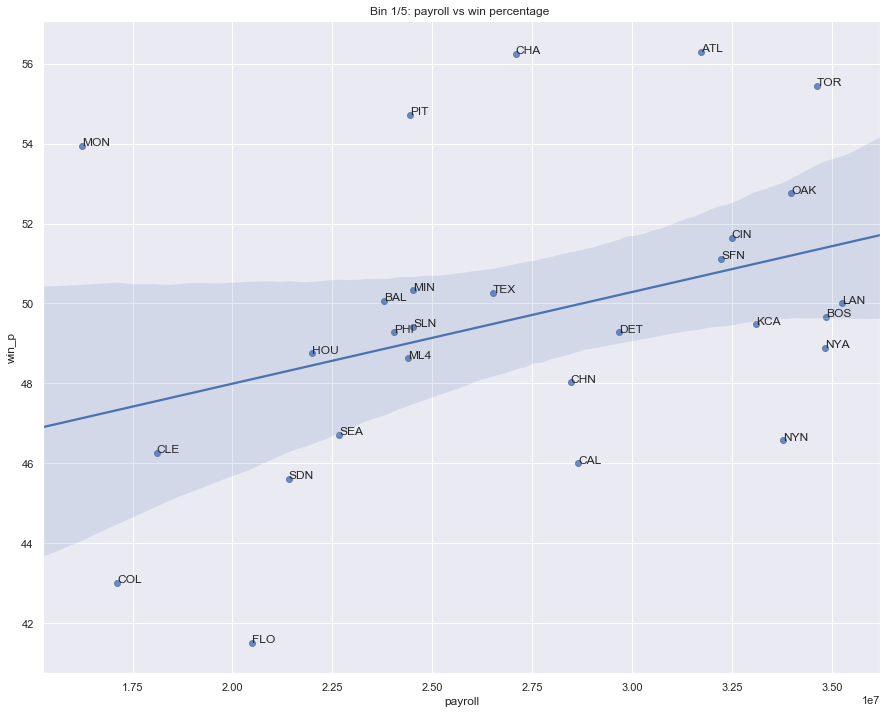 Bin 1/5: payroll vs win percentage
56
54
52
50
48
46
44
42
win_p
CHA
ATL
TOR
PIT
MON
OAK
CIN
SFN
MIN
TEX
BAL
LAN
BOS
SLN
KCA
PHI
DET
NYA
HOU
ML4
CHN
SEA
NYN
CLE
CAL
SDN
COL
FLO
1.75
2.00
2.25
2.50
2.75
3.00
3.25
3.50
1e7
payroll